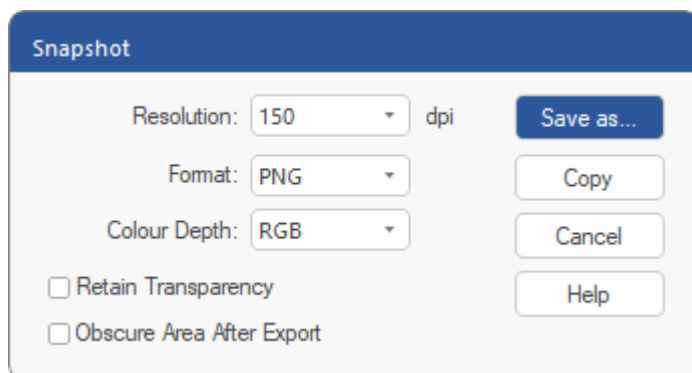 Snapshot
Resolution: 150 dpi Save as...
Format: PNG Copy
Colour Depth: RGB Cancel
Retain Transparency Help
Obscure Area After Export